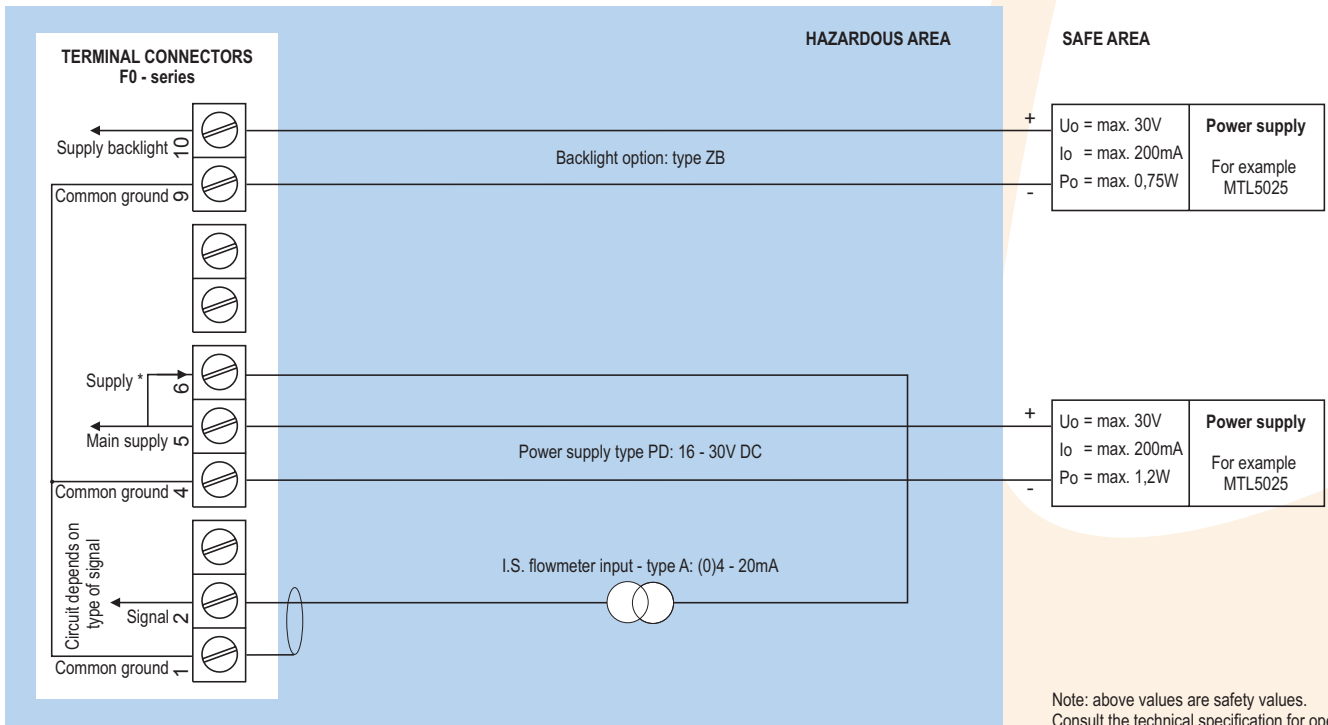 HAZARDOUS AREA
SAFE AREA
TERMINAL CONNECTORS
F0 - series
Supply backlight 10
Common ground 9
Backlight option: type ZB
+
-
Uo = max. 30V
Io = max. 200mA
Po = max. 0,75W
Power supply
For example
MTL5025
Supply * 6
Main supply 5
Common ground 4
Power supply type PD: 16 - 30V DC
+
-
Uo = max. 30V
Io = max. 200mA
Po = max. 1,2W
Power supply
For example
MTL5025
Circuit depends on
type of signal
Signal 2
Common ground 1
I.S. flowmeter input - type A: (0)4 - 20mA
Note: above values are safety values.
Consult the technical specification for